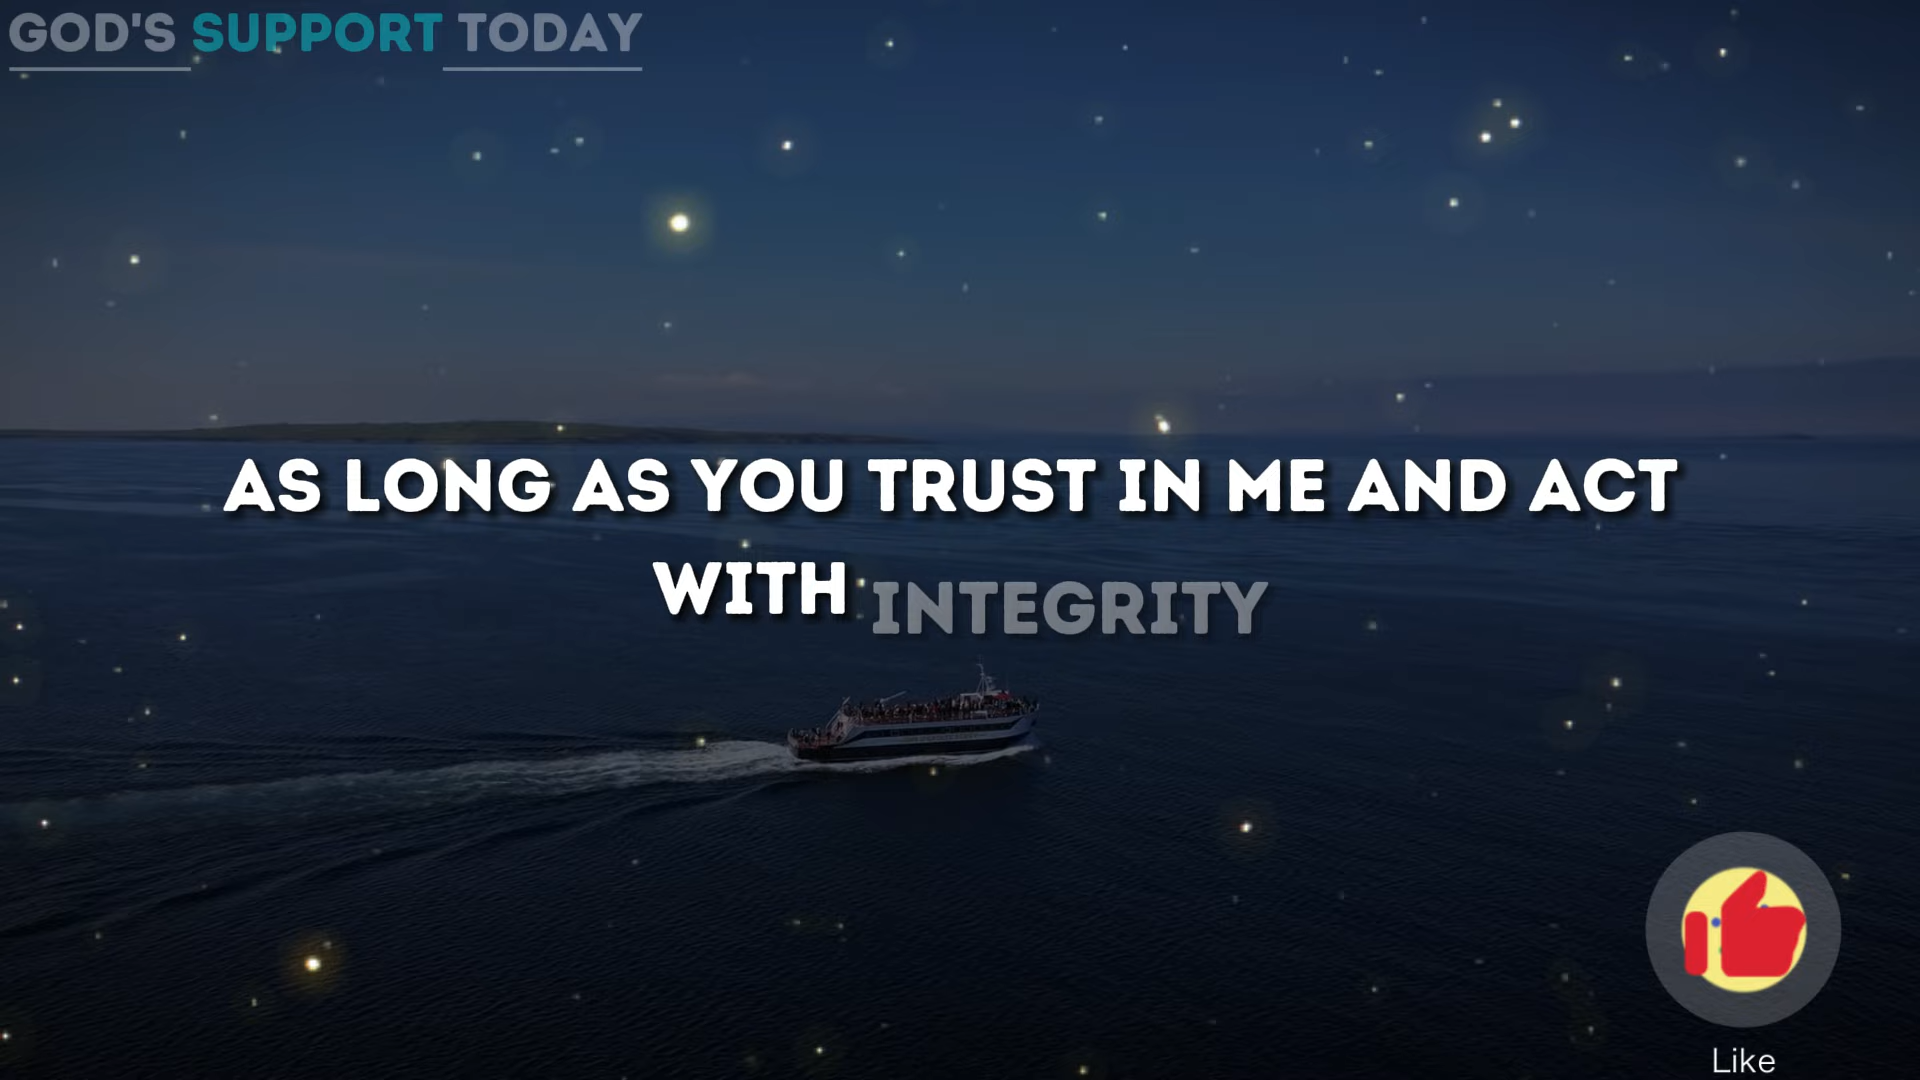 GOD'S SUPPORT TODAY
AS LONG AS YOU TRUST IN ME AND ACT
WITH INTEGRITY
Like